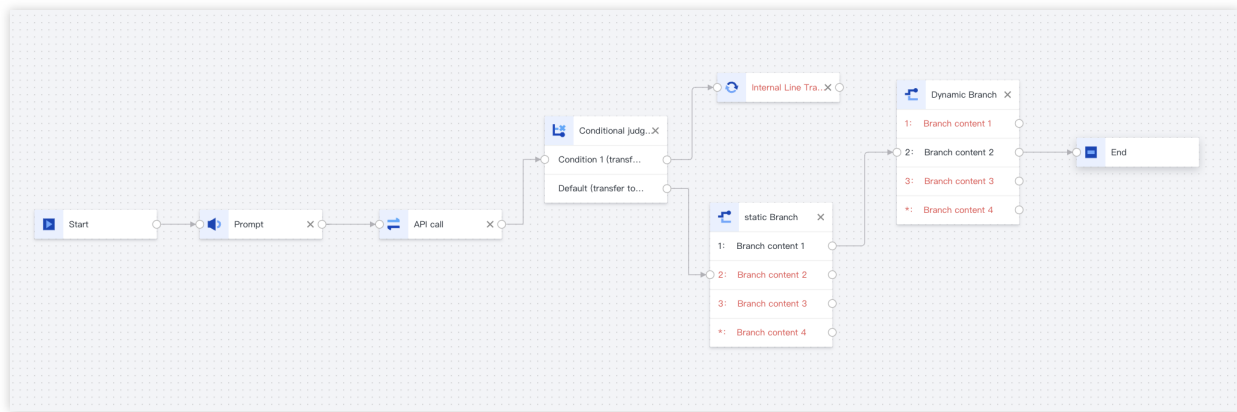 Start
Prompt
API call
Conditional judg..
Condition 1 (transf...
Default (transfer to...
Internal Line Tra..
static Branch
1: Branch content 1
2: Branch content 2
3: Branch content 3
*: Branch content 4
Dynamic Branch
1: Branch content 1
2: Branch content 2
3: Branch content 3
*: Branch content 4
End